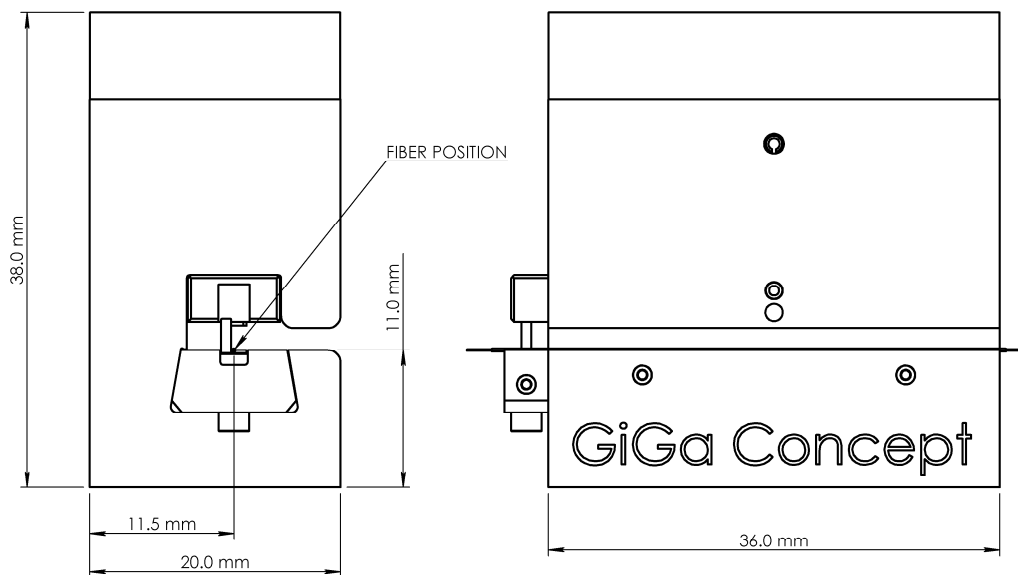 FIBER POSITION
38.0 mm
11.0 mm
GiGa Concept
11.5 mm
36.0 mm
20.0 mm